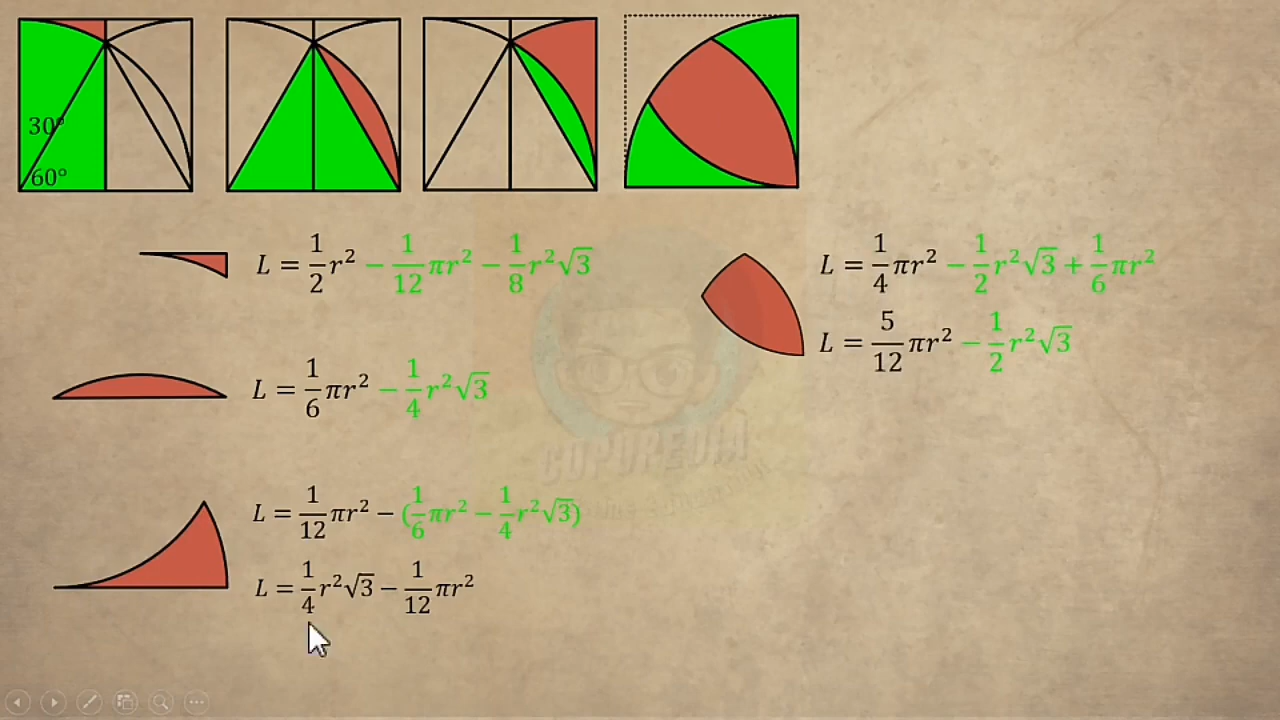 30°
60°
L = 1/2 r² − 1/12 πr² − 1/8 r²√3
L = 1/6 πr² − 1/4 r²√3
L = 1/12 πr² − (1/6 πr² − 1/4 r²√3)
L = 1/4 r²√3 − 1/12 πr²
L = 1/4 πr² − 1/2 r²√3 + 1/6 πr²
L = 5/12 πr² − 1/2 r²√3